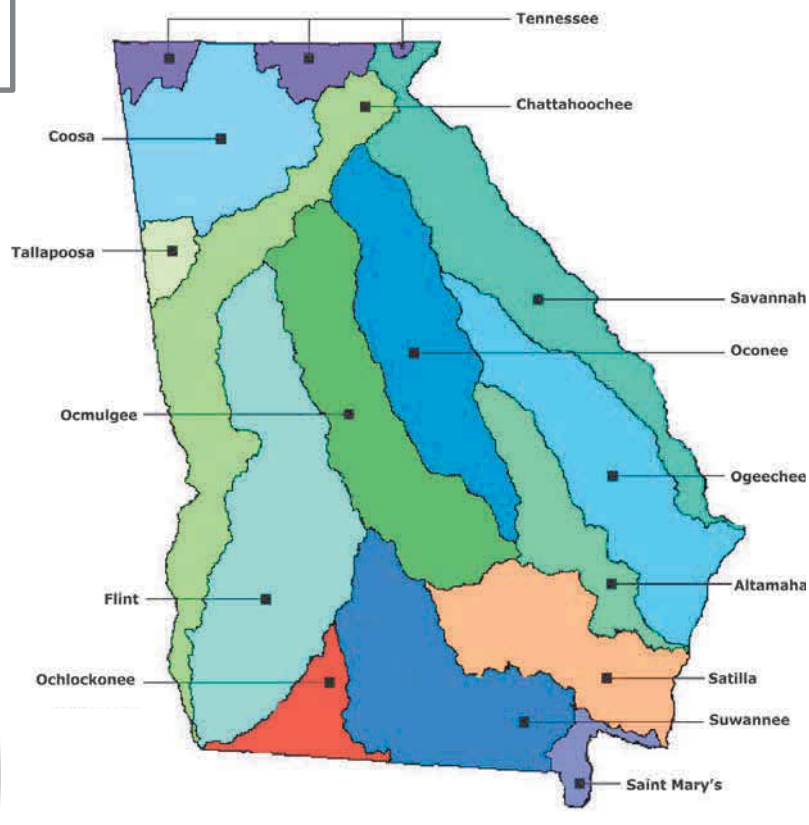 Tennessee
Chattahoochee
Coosa
Tallapoosa
Savannah
Oconee
Ocmulgee
Ogeechee
Altamaha
Flint
Ochlockonee
Satilla
Suwannee
Saint Mary's